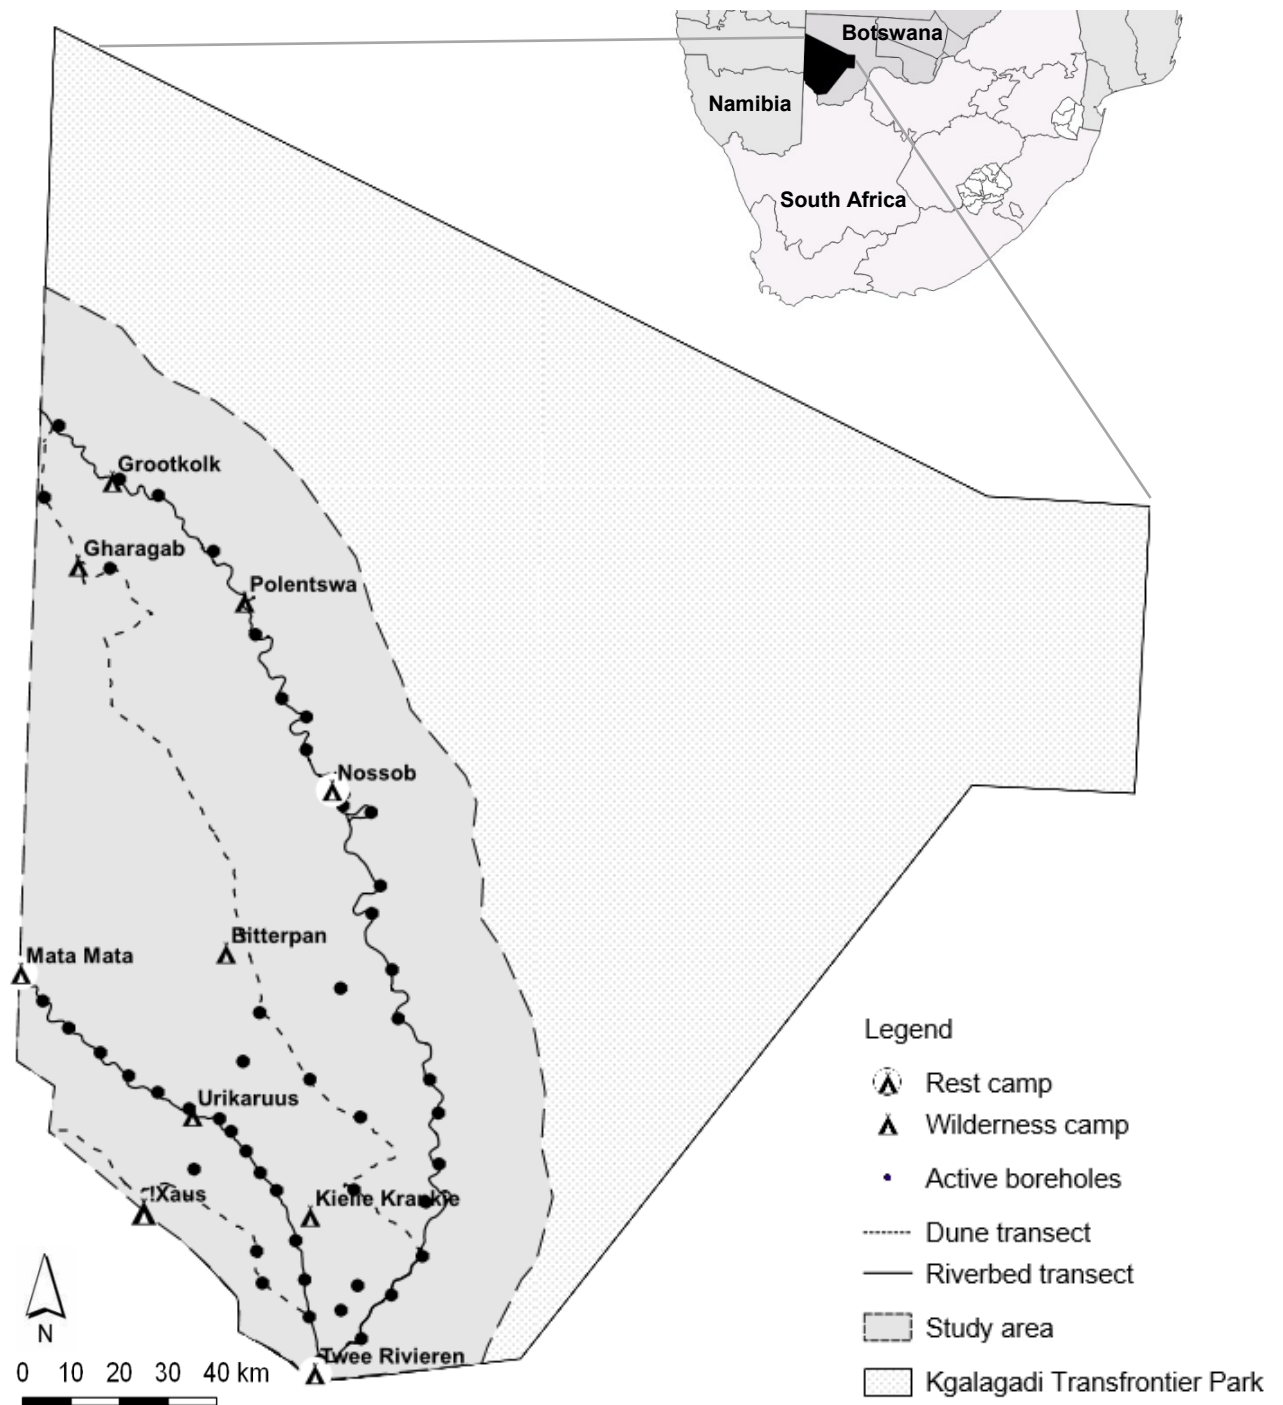 Botswana
Namibia
South Africa
Grootkolk
Gharagab
Polentswa
Nossob
Bitterpan
Mata Mata
Urikaruus
!Xaus
Kielie Krankie
Twee Rivieren
N
0 10 20 30 40 km
Legend
Rest camp
Wilderness camp
Active boreholes
Dune transect
Riverbed transect
Study area
Kgalagadi Transfrontier Park